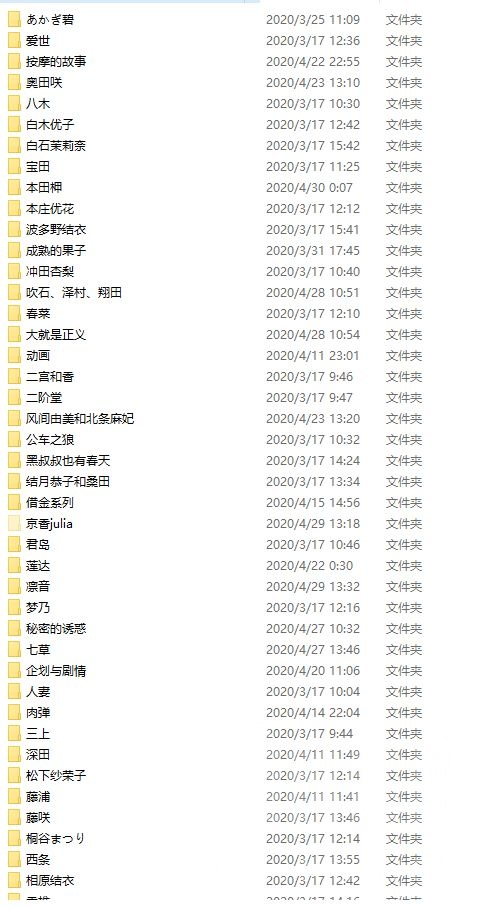 あかぎ碧 2020/3/25 11:09 文件夹
爱世 2020/3/17 12:36 文件夹
按摩的故事 2020/4/22 22:55 文件夹
奥田咲 2020/4/23 13:10 文件夹
八木 2020/3/17 10:30 文件夹
白木优子 2020/3/17 12:42 文件夹
白石茉莉奈 2020/3/17 15:42 文件夹
宝田 2020/3/17 11:25 文件夹
本田岬 2020/4/30 0:07 文件夹
本庄优花 2020/3/17 12:12 文件夹
波多野结衣 2020/3/17 15:41 文件夹
成熟的果子 2020/3/31 17:45 文件夹
冲田杏梨 2020/3/17 10:40 文件夹
吹石、泽村、翔田 2020/4/28 10:51 文件夹
春菜 2020/3/17 12:10 文件夹
大就是正义 2020/4/28 10:54 文件夹
动画 2020/4/11 23:01 文件夹
二宫和香 2020/3/17 9:46 文件夹
二阶堂 2020/3/17 9:47 文件夹
风间由美和北条麻妃 2020/4/23 13:20 文件夹
公车之狼 2020/3/17 10:32 文件夹
黑叔叔也有春天 2020/3/17 14:24 文件夹
结月恭子和桑田 2020/3/17 13:34 文件夹
借金系列 2020/4/15 14:56 文件夹
京香julia 2020/4/29 13:18 文件夹
君岛 2020/3/17 10:46 文件夹
莲达 2020/4/22 0:30 文件夹
凛音 2020/4/29 13:32 文件夹
梦乃 2020/3/17 12:16 文件夹
秘密的诱惑 2020/4/27 10:32 文件夹
七草 2020/4/27 13:46 文件夹
企划与剧情 2020/4/20 11:06 文件夹
人妻 2020/3/17 10:04 文件夹
肉弹 2020/4/14 22:04 文件夹
三上 2020/3/17 9:44 文件夹
深田 2020/4/11 11:49 文件夹
松下纱荣子 2020/3/17 12:14 文件夹
藤浦 2020/4/11 11:41 文件夹
藤咲 2020/3/17 13:46 文件夹
桐谷まつり 2020/3/17 12:14 文件夹
西条 2020/3/17 13:55 文件夹
相原结衣 2020/3/17 12:42 文件夹